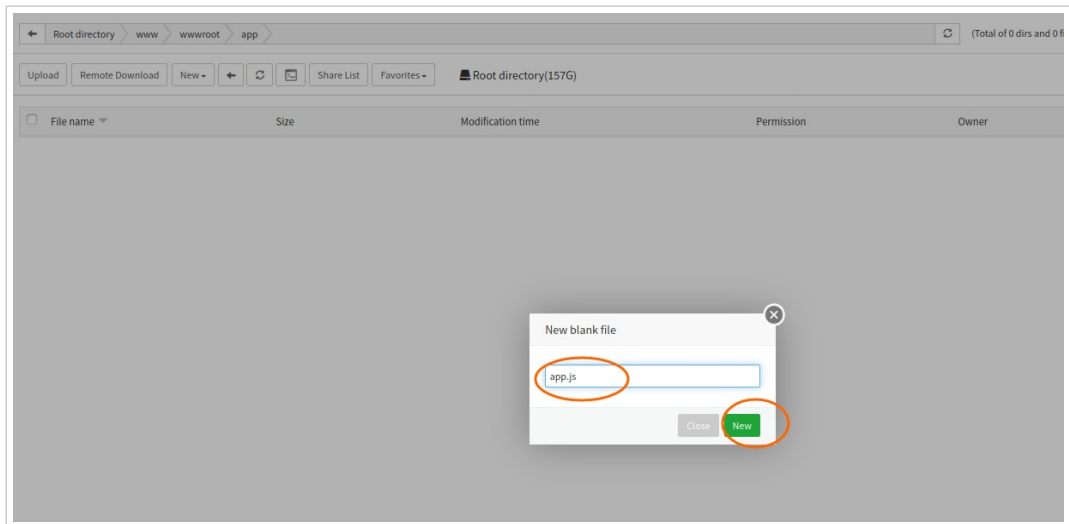 Root directory www wwwroot app (Total of 0 dirs and 0 fi
Upload Remote Download New Share List Favorites Root directory(157G)
File name Size Modification time Permission Owner
New blank file
app.js
Close New